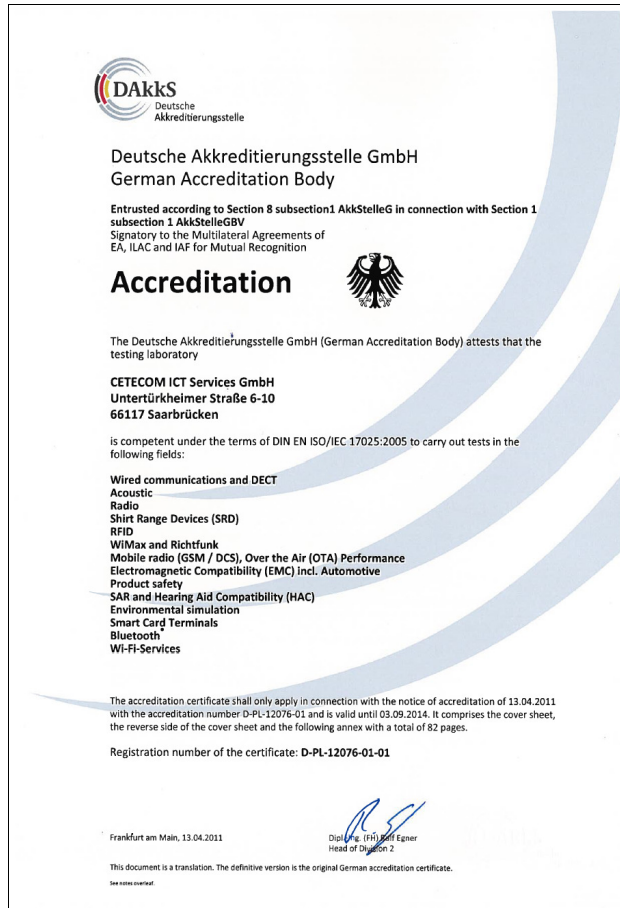 DAkkS
Deutsche
Akkreditierungsstelle
Deutsche Akkreditierungsstelle GmbH
German Accreditation Body
Entrusted according to Section 8 subsection1 AkkStelleG in connection with Section 1
subsection 1 AkkStelleGBV
Signatory to the Multilateral Agreements of
EA, ILAC and IAF for Mutual Recognition
Accreditation
The Deutsche Akkreditierungsstelle GmbH (German Accreditation Body) attests that the
testing laboratory
CETECOM ICT Services GmbH
Untertürkheimer Straße 6-10
66117 Saarbrücken
is competent under the terms of DIN EN ISO/IEC 17025:2005 to carry out tests in the
following fields:
Wired communications and DECT
Acoustic
Radio
Shirt Range Devices (SRD)
RFID
WiMax and Richtfunk
Mobile radio (GSM / DCS), Over the Air (OTA) Performance
Electromagnetic Compatibility (EMC) incl. Automotive
Product safety
SAR and Hearing Aid Compatibility (HAC)
Environmental simulation
Smart Card Terminals
Bluetooth
Wi-Fi-Services
The accreditation certificate shall only apply in connection with the notice of accreditation of 13.04.2011
with the accreditation number D-PL-12076-01 and is valid until 03.09.2014. It comprises the cover sheet,
the reverse side of the cover sheet and the following annex with a total of 82 pages.
Registration number of the certificate: D-PL-12076-01-01
Frankfurt am Main, 13.04.2011
Dipl.-Ing. (FH) Ralf Egner
Head of Division 2
This document is a translation. The definitive version is the original German accreditation certificate.
See notes overleaf.